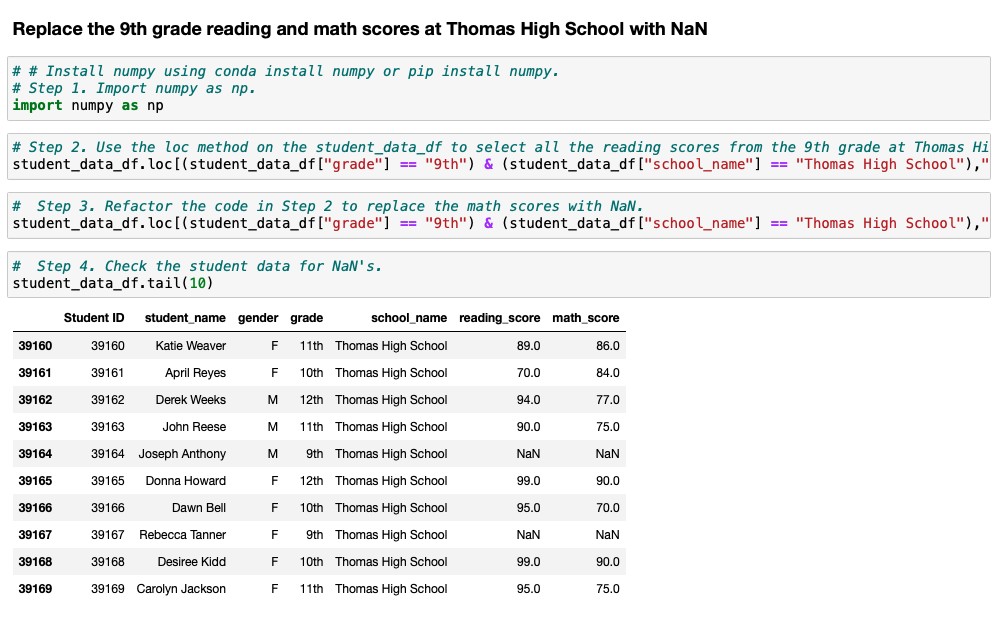 Replace the 9th grade reading and math scores at Thomas High School with NaN
# # Install numpy using conda install numpy or pip install numpy.
# Step 1. Import numpy as np.
import numpy as np
# Step 2. Use the loc method on the student_data_df to select all the reading scores from the 9th grade at Thomas Hi
student_data_df.loc[(student_data_df["grade"] == "9th") & (student_data_df["school_name"] == "Thomas High School"),"
#  Step 3. Refactor the code in Step 2 to replace the math scores with NaN.
student_data_df.loc[(student_data_df["grade"] == "9th") & (student_data_df["school_name"] == "Thomas High School"),"
#  Step 4. Check the student data for NaN's.
student_data_df.tail(10)
Student ID student_name gender grade school_name reading_score math_score
39160 39160 Katie Weaver F 11th Thomas High School 89.0 86.0
39161 39161 April Reyes F 10th Thomas High School 70.0 84.0
39162 39162 Derek Weeks M 12th Thomas High School 94.0 77.0
39163 39163 John Reese M 11th Thomas High School 90.0 75.0
39164 39164 Joseph Anthony M 9th Thomas High School NaN NaN
39165 39165 Donna Howard F 12th Thomas High School 99.0 90.0
39166 39166 Dawn Bell F 10th Thomas High School 95.0 70.0
39167 39167 Rebecca Tanner F 9th Thomas High School NaN NaN
39168 39168 Desiree Kidd F 10th Thomas High School 99.0 90.0
39169 39169 Carolyn Jackson F 11th Thomas High School 95.0 75.0